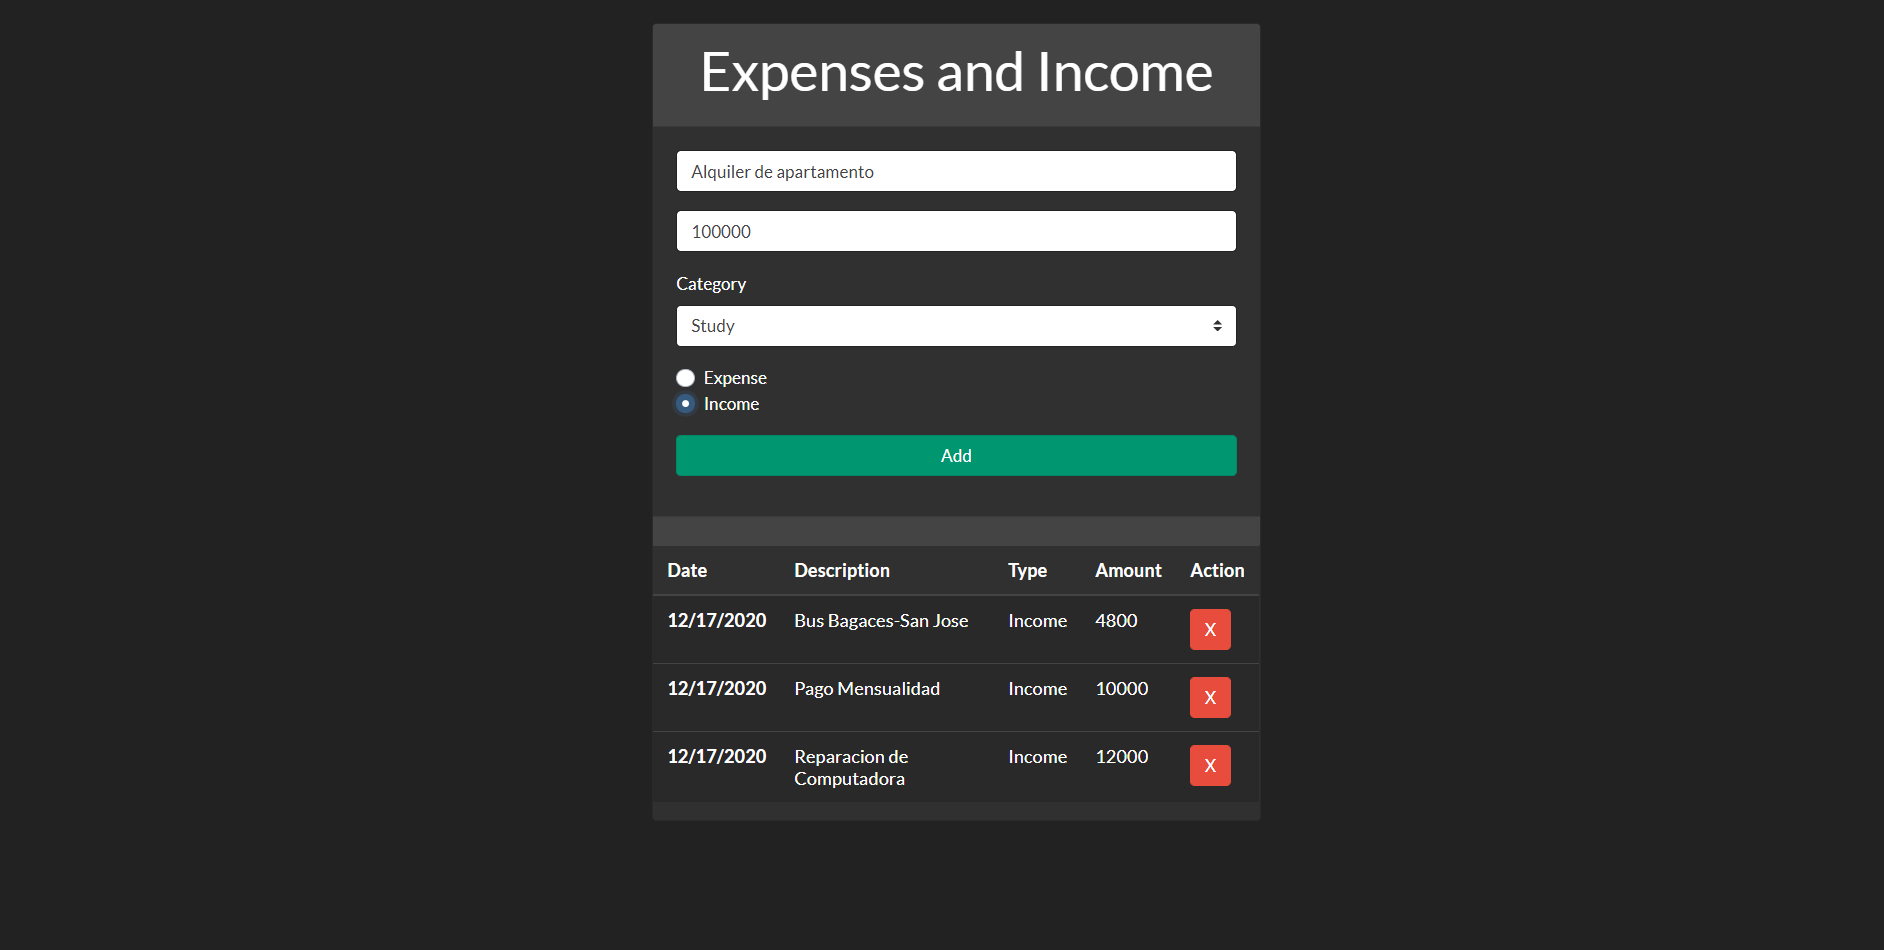 Expenses and Income
Alquiler de apartamento
100000
Category
Study
Expense
Income
Add
Date Description Type Amount Action
12/17/2020 Bus Bagaces-San Jose Income 4800 X
12/17/2020 Pago Mensualidad Income 10000 X
12/17/2020 Reparacion de Income 12000 X
Computadora